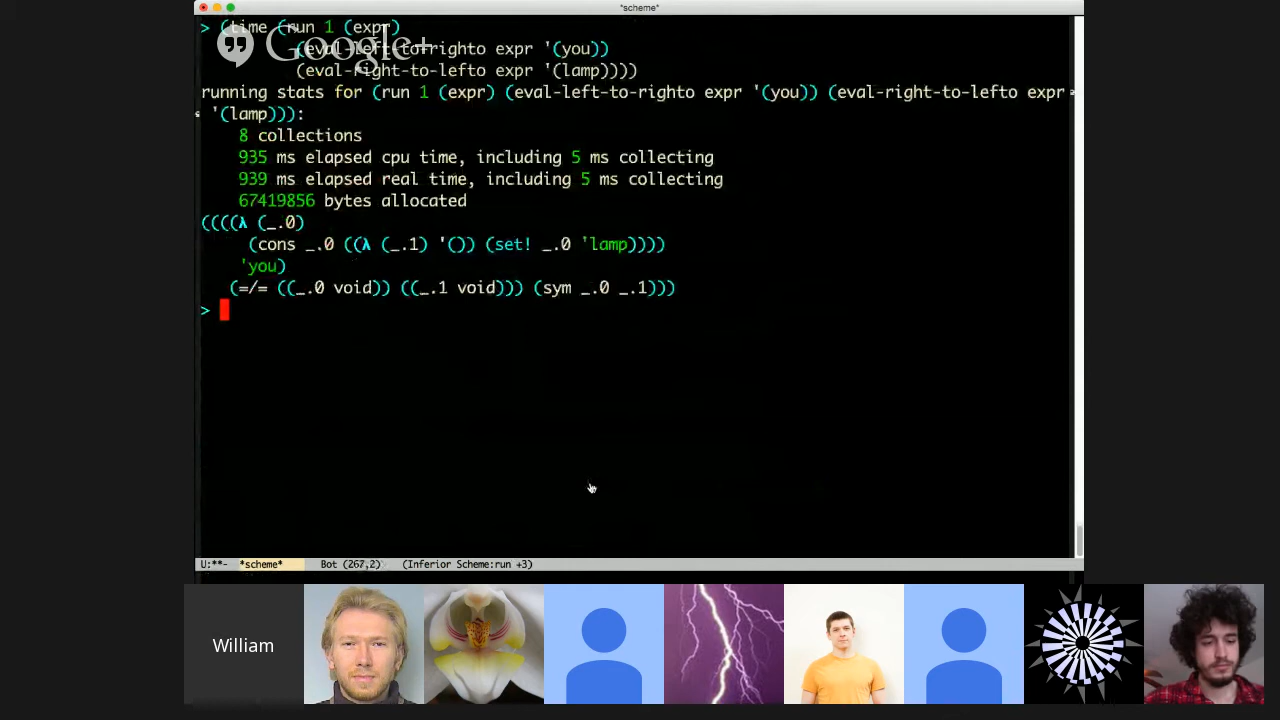 *scheme*
> (time (run 1 (expr)
Google+
(eval-left-to-righto expr '(you))
(eval-right-to-lefto expr '(lamp))))
running stats for (run 1 (expr) (eval-left-to-righto expr '(you)) (eval-right-to-lefto expr
'(lamp))):
8 collections
935 ms elapsed cpu time, including 5 ms collecting
939 ms elapsed real time, including 5 ms collecting
67419856 bytes allocated
((((λ (_.0)
(cons _.0 ((λ (_.1) '()) (set! _.0 'lamp))))
'you)
(=/= ((_.0 void)) ((_.1 void))) (sym _.0 _.1)))
>
U:**- *scheme* Bot (267,2) (Inferior Scheme:run +3)
William